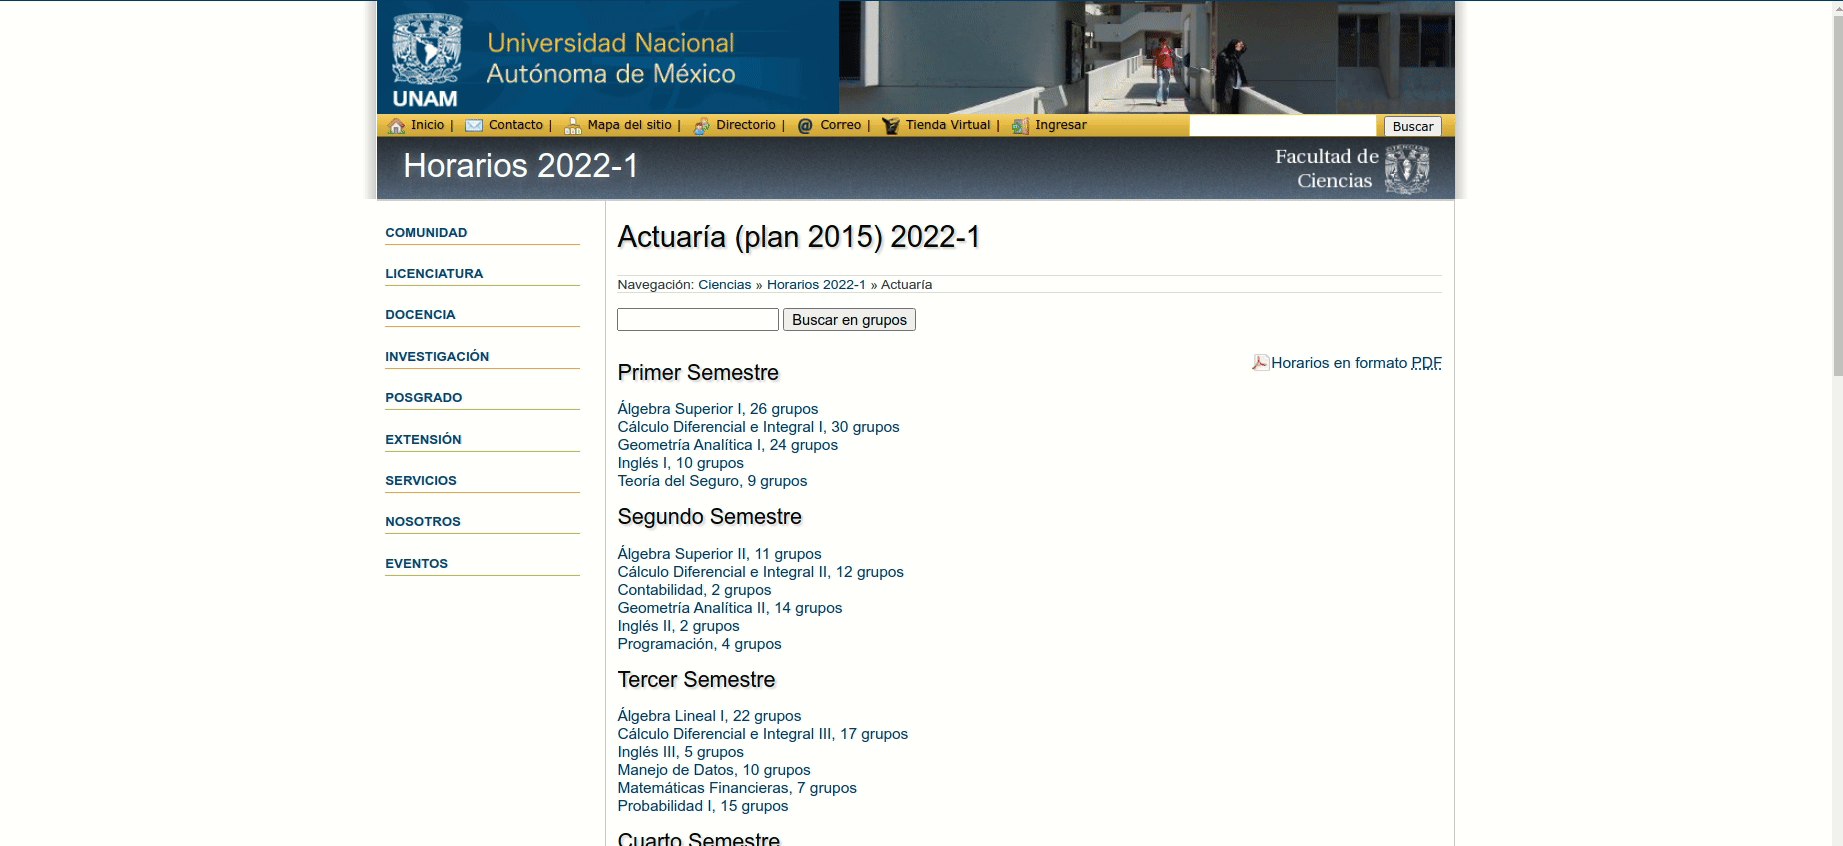 UNAM
Universidad Nacional
Autónoma de México
Inicio | Contacto | Mapa del sitio | Directorio | Correo | Tienda Virtual | Ingresar Buscar
Horarios 2022-1
Facultad de
Ciencias
COMUNIDAD
LICENCIATURA
DOCENCIA
INVESTIGACIÓN
POSGRADO
EXTENSIÓN
SERVICIOS
NOSOTROS
EVENTOS
Actuaría (plan 2015) 2022-1
Navegación: Ciencias » Horarios 2022-1 » Actuaría
Buscar en grupos
Horarios en formato PDF
Primer Semestre
Álgebra Superior I, 26 grupos
Cálculo Diferencial e Integral I, 30 grupos
Geometría Analítica I, 24 grupos
Inglés I, 10 grupos
Teoría del Seguro, 9 grupos
Segundo Semestre
Álgebra Superior II, 11 grupos
Cálculo Diferencial e Integral II, 12 grupos
Contabilidad, 2 grupos
Geometría Analítica II, 14 grupos
Inglés II, 2 grupos
Programación, 4 grupos
Tercer Semestre
Álgebra Lineal I, 22 grupos
Cálculo Diferencial e Integral III, 17 grupos
Inglés III, 5 grupos
Manejo de Datos, 10 grupos
Matemáticas Financieras, 7 grupos
Probabilidad I, 15 grupos
Cuarto Semestre